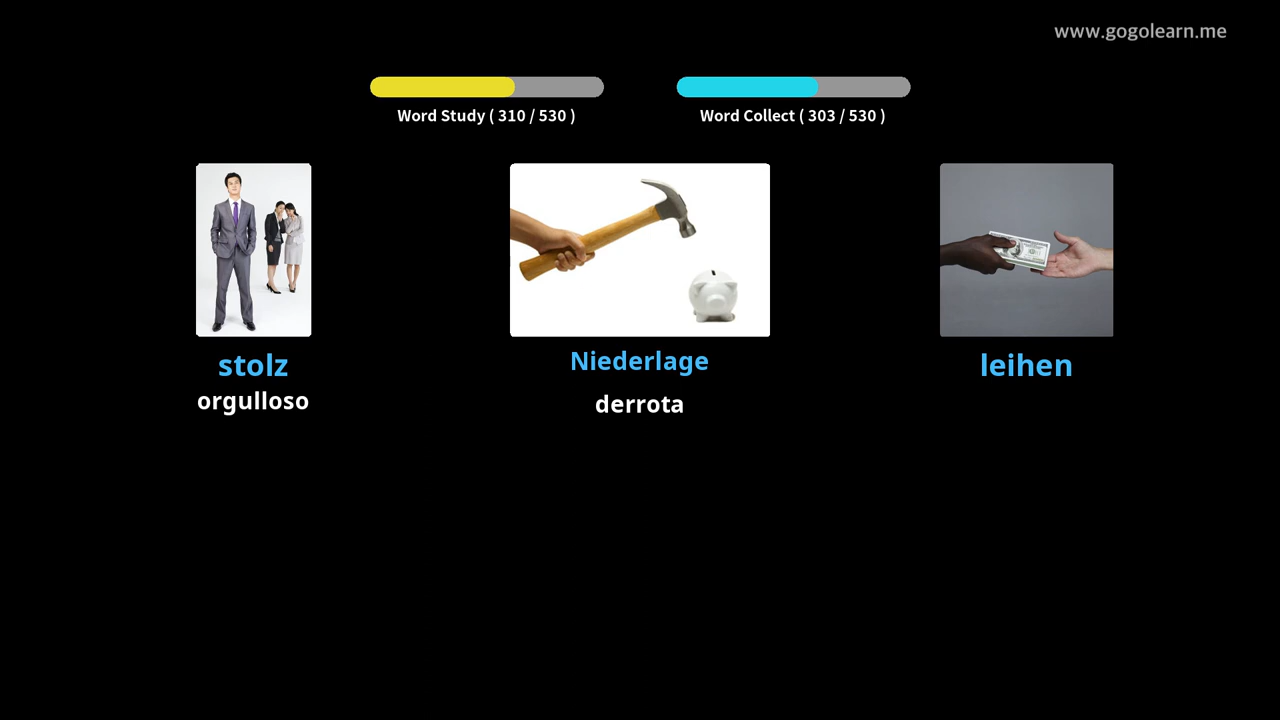 www.gogolearn.me
Word Study ( 310 / 530 )
Word Collect ( 303 / 530 )
stolz
orgulloso
Niederlage
derrota
leihen